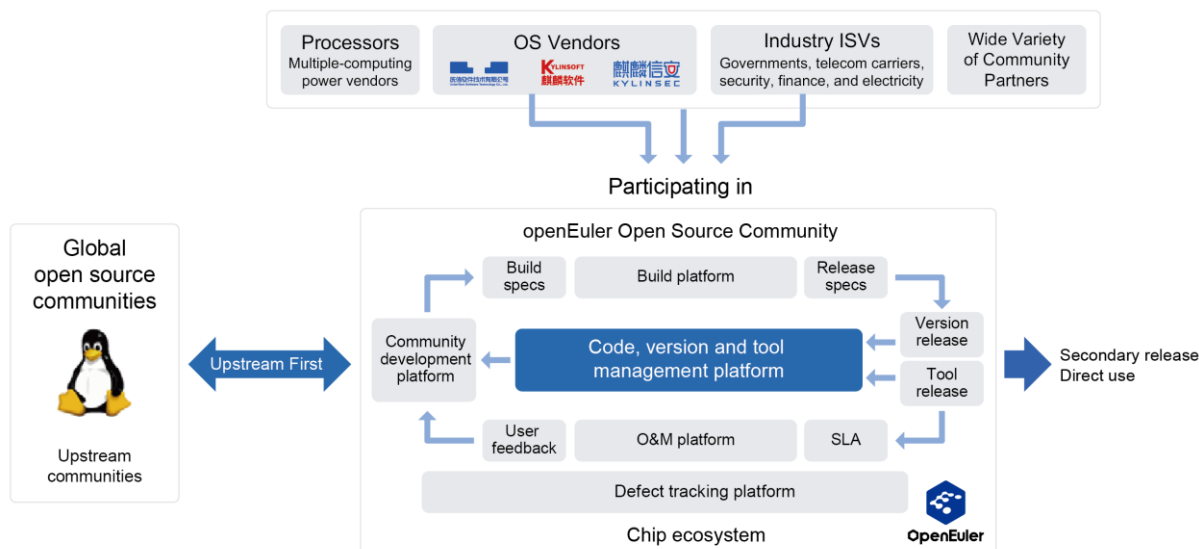 Processors
Multiple-computing
power vendors
OS Vendors
KYLINSOFT
麒麟软件
麒麟信安
KYLINSEC
Industry ISVs
Governments, telecom carriers,
security, finance, and electricity
Wide Variety
of Community
Partners
Participating in
Global
open source
communities
Upstream
communities
Upstream First
openEuler Open Source Community
Build
specs
Build platform
Release
specs
Community
development
platform
Code, version and tool
management platform
Version
release
Tool
release
User
feedback
O&M platform
SLA
Defect tracking platform
Chip ecosystem
OpenEuler
Secondary release
Direct use